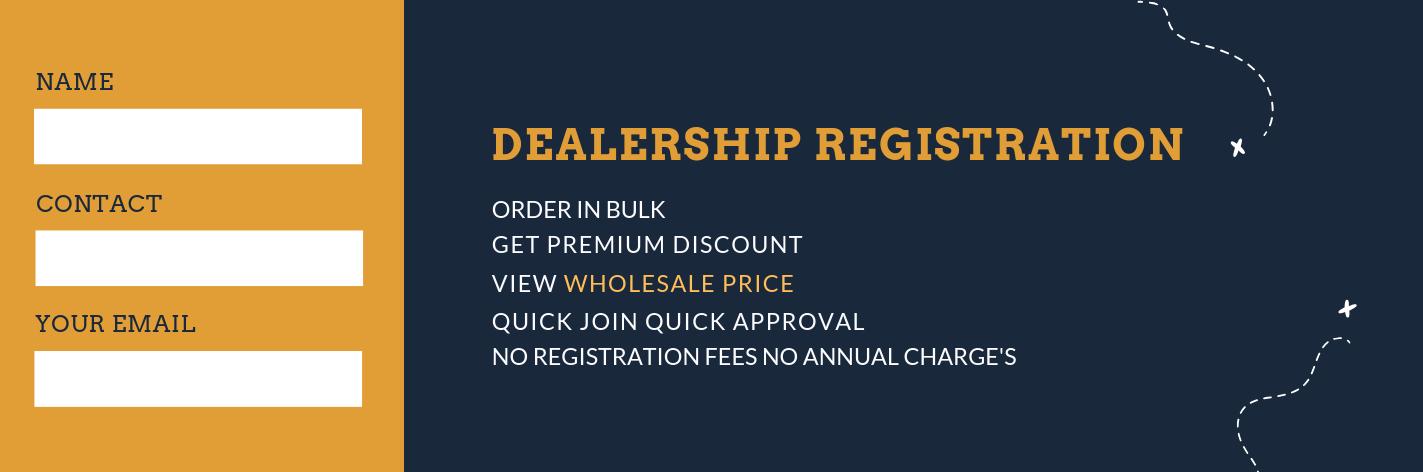 NAME
CONTACT
YOUR EMAIL
DEALERSHIP REGISTRATION
ORDER IN BULK
GET PREMIUM DISCOUNT
VIEW WHOLESALE PRICE
QUICK JOIN QUICK APPROVAL
NO REGISTRATION FEES NO ANNUAL CHARGE'S